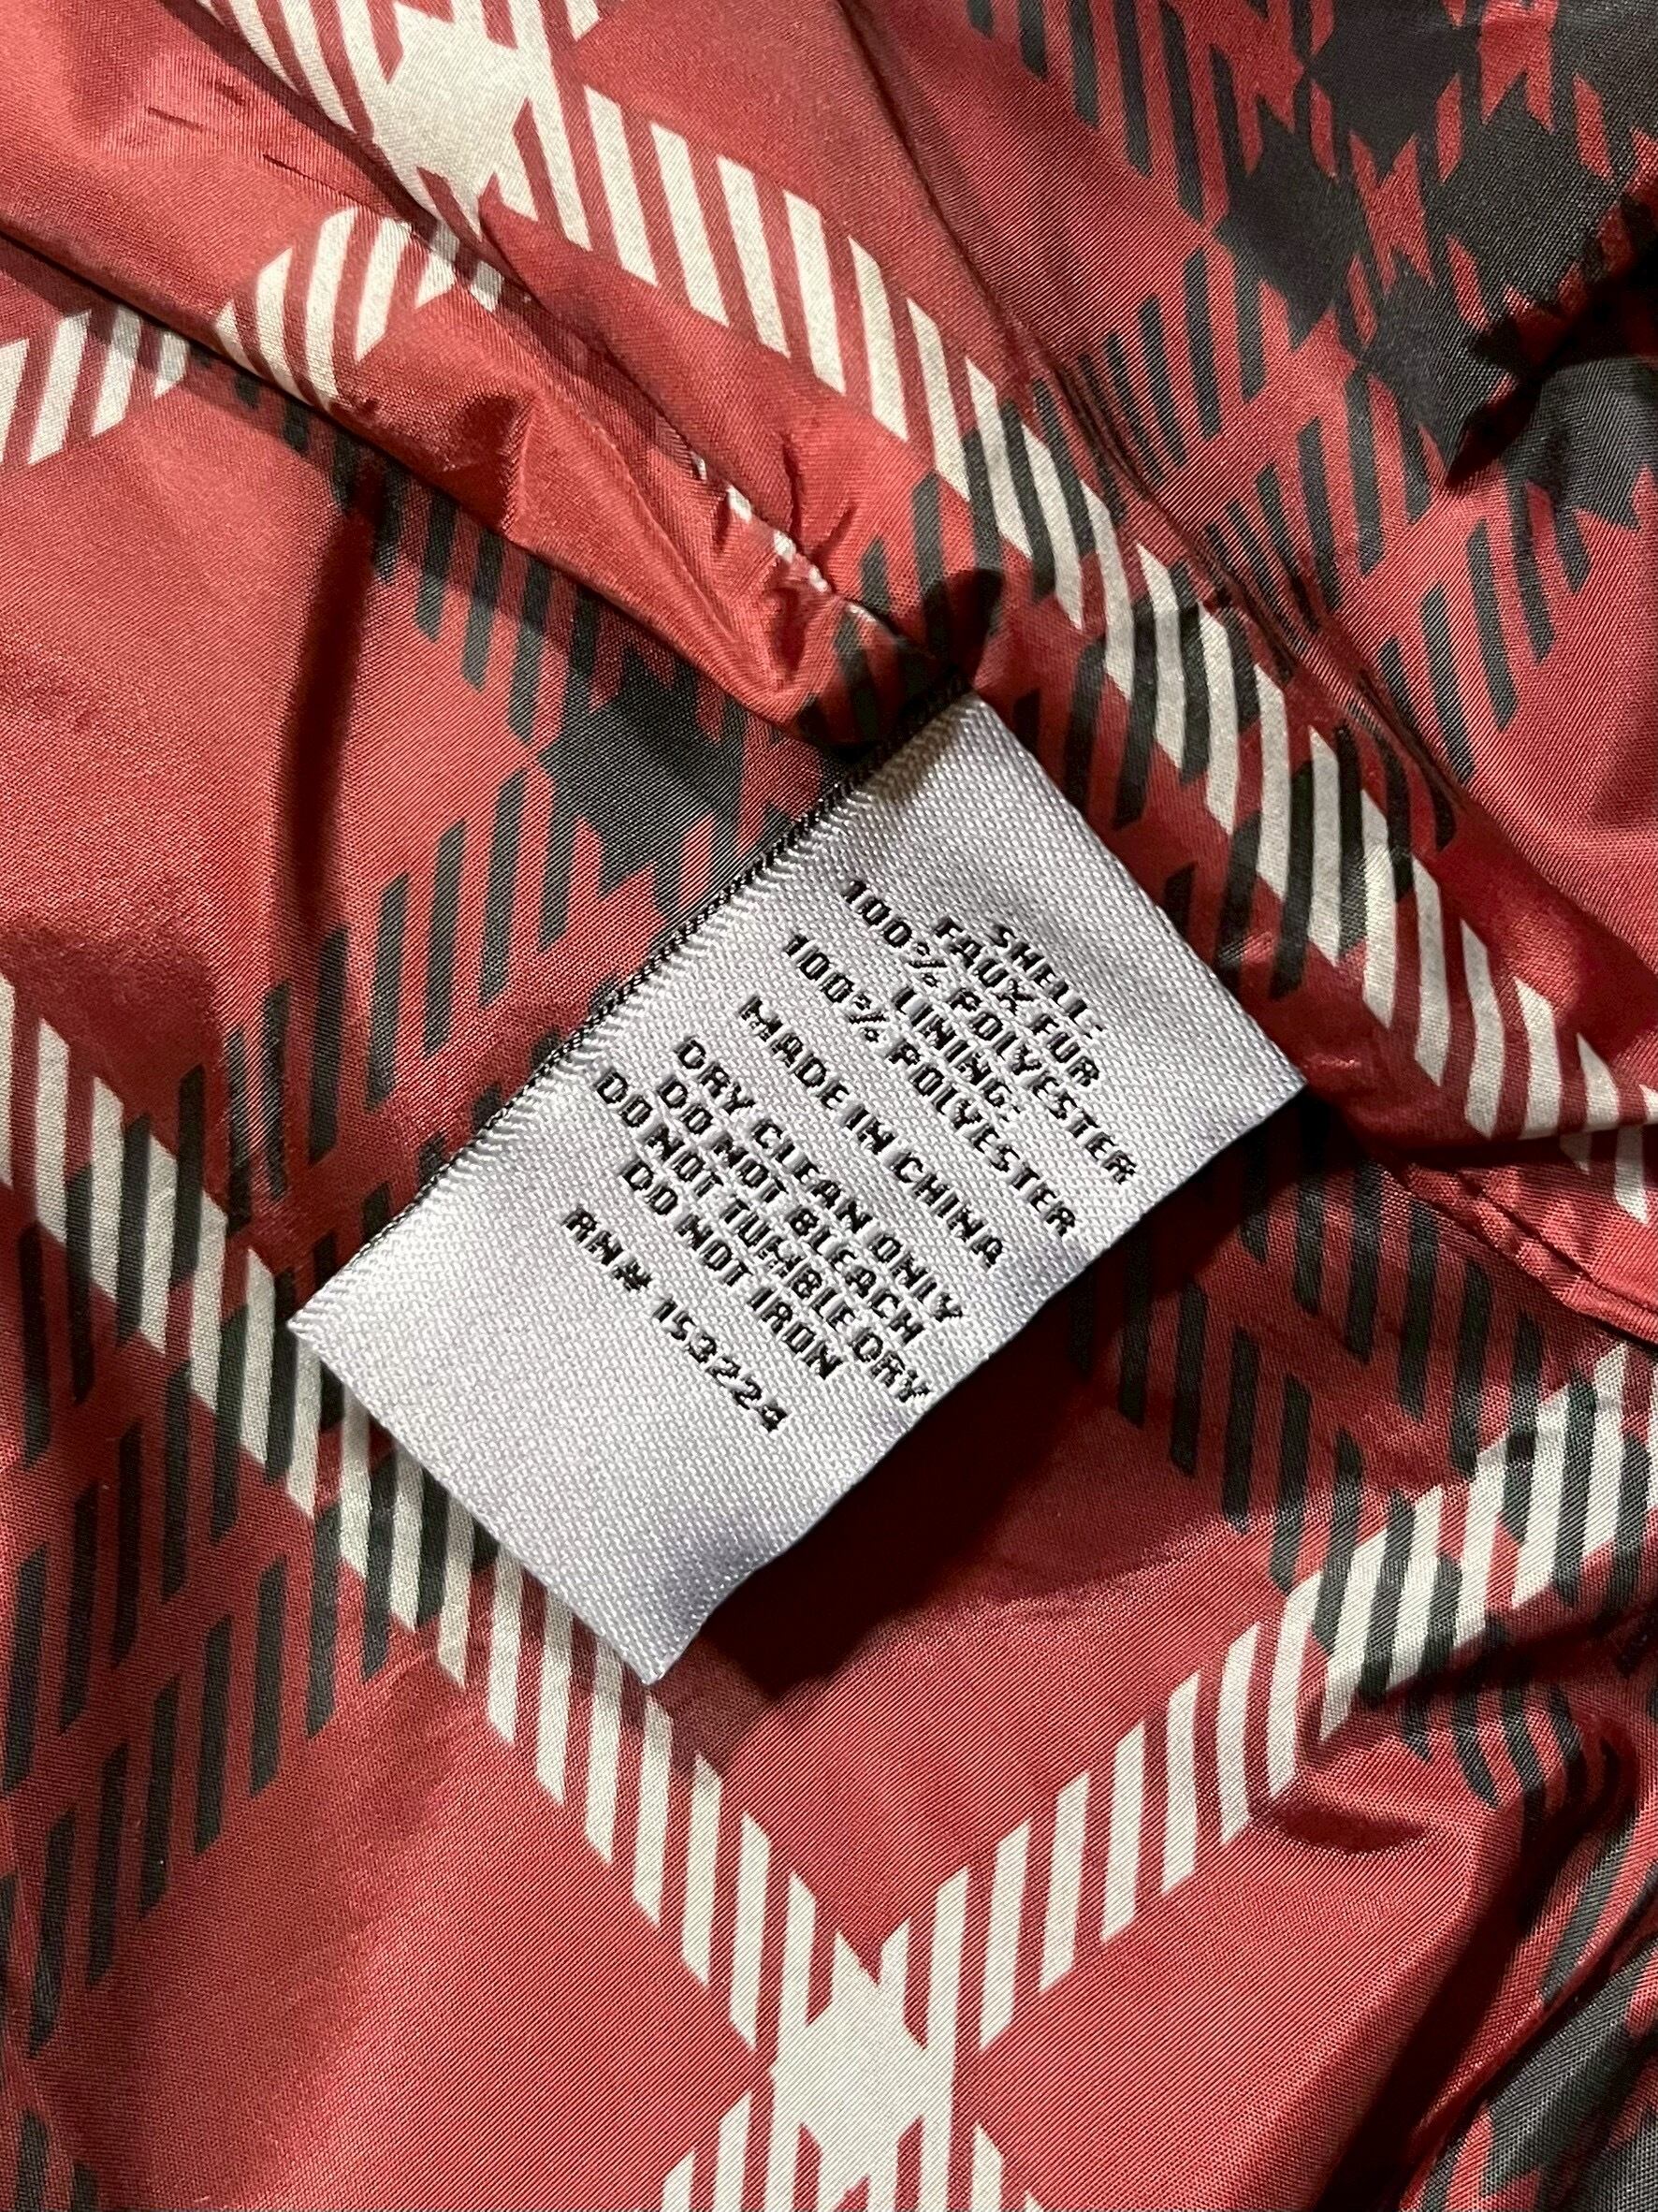 SHELL:
FAUX FUR
100% POLYESTER
LINING:
100% POLYESTER
MADE IN CHINA
DRY CLEAN ONLY
DO NOT BLEACH
DO NOT TUMBLE DRY
DO NOT IRON
RN# 153224